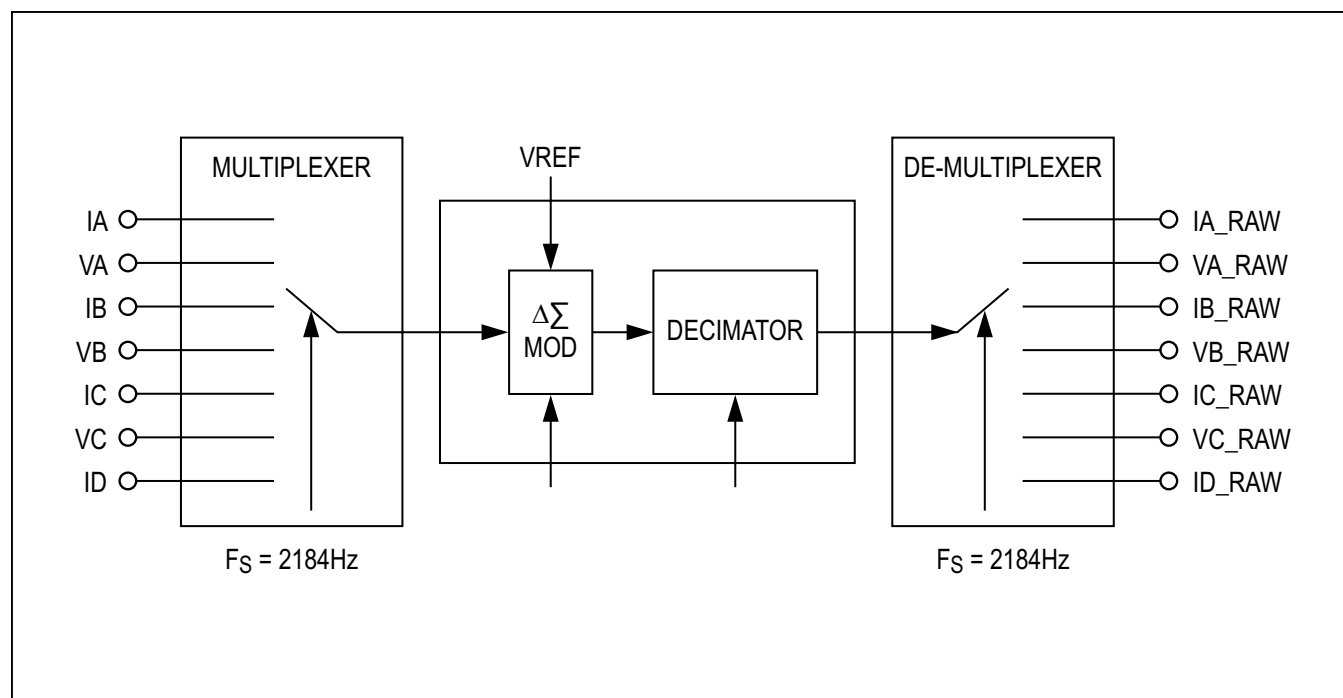 MULTIPLEXER
IA
VA
IB
VB
IC
VC
ID
FS = 2184Hz
VREF
ΔΣ
MOD
DECIMATOR
DE-MULTIPLEXER
IA_RAW
VA_RAW
IB_RAW
VB_RAW
IC_RAW
VC_RAW
ID_RAW
FS = 2184Hz